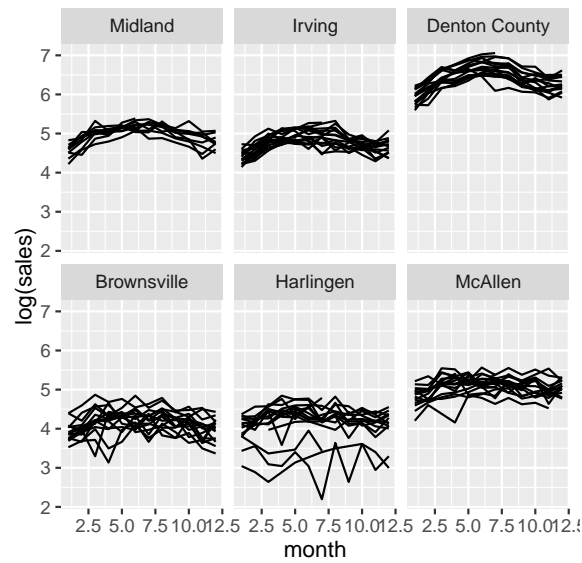 Midland Irving Denton County
7
6
5
4
3
2
Brownsville Harlingen McAllen
7
6
5
4
3
2
log(sales)
2.5 5.0 7.5 10.0 12.5 2.5 5.0 7.5 10.0 12.5 2.5 5.0 7.5 10.0 12.5
month